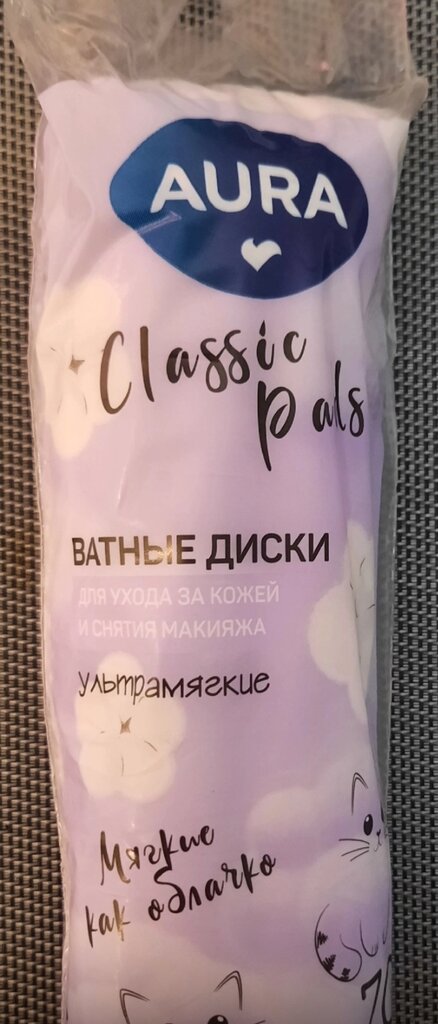 AURA
Classic
pals
ВАТНЫЕ ДИСКИ
ДЛЯ УХОДА ЗА КОЖЕЙ
И СНЯТИЯ МАКИЯЖА
ультрамягкие
Мягкие
как облачко